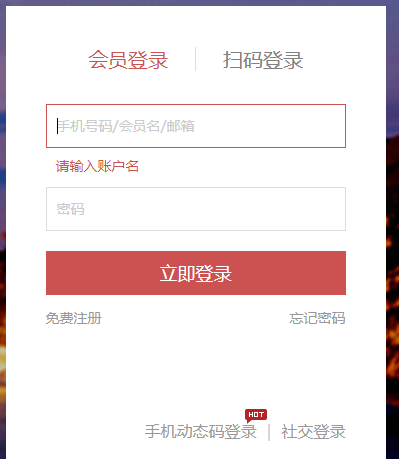 会员登录 扫码登录
手机号码/会员名/邮箱
请输入账户名
密码
立即登录
免费注册 忘记密码
HOT
手机动态码登录 | 社交登录